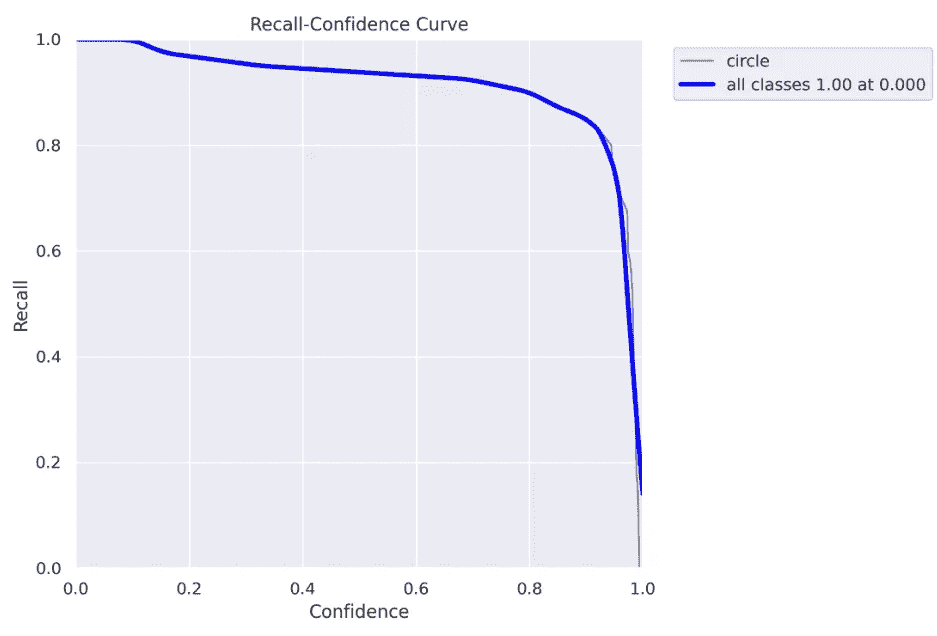 Recall-Confidence Curve
1.0
0.8
0.6
0.4
0.2
0.0
Recall
0.0 0.2 0.4 0.6 0.8 1.0
Confidence
circle
all classes 1.00 at 0.000